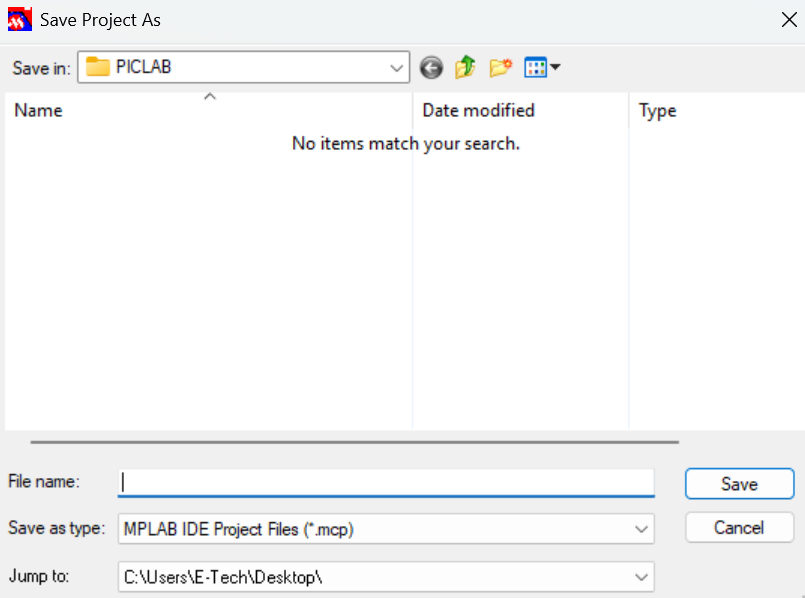 Save Project As
Save in: PICLAB
Name Date modified Type
No items match your search.
File name: Save
Save as type: MPLAB IDE Project Files (*.mcp) Cancel
Jump to: C:\Users\E-Tech\Desktop\